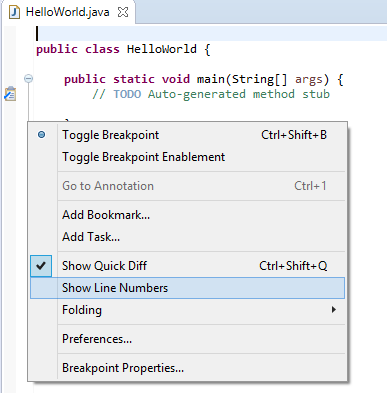 HelloWorld.java
public class HelloWorld {
public static void main(String[] args) {
// TODO Auto-generated method stub
}
Toggle Breakpoint Ctrl+Shift+B
Toggle Breakpoint Enablement
Go to Annotation Ctrl+1
Add Bookmark...
Add Task...
Show Quick Diff Ctrl+Shift+Q
Show Line Numbers
Folding
Preferences...
Breakpoint Properties...